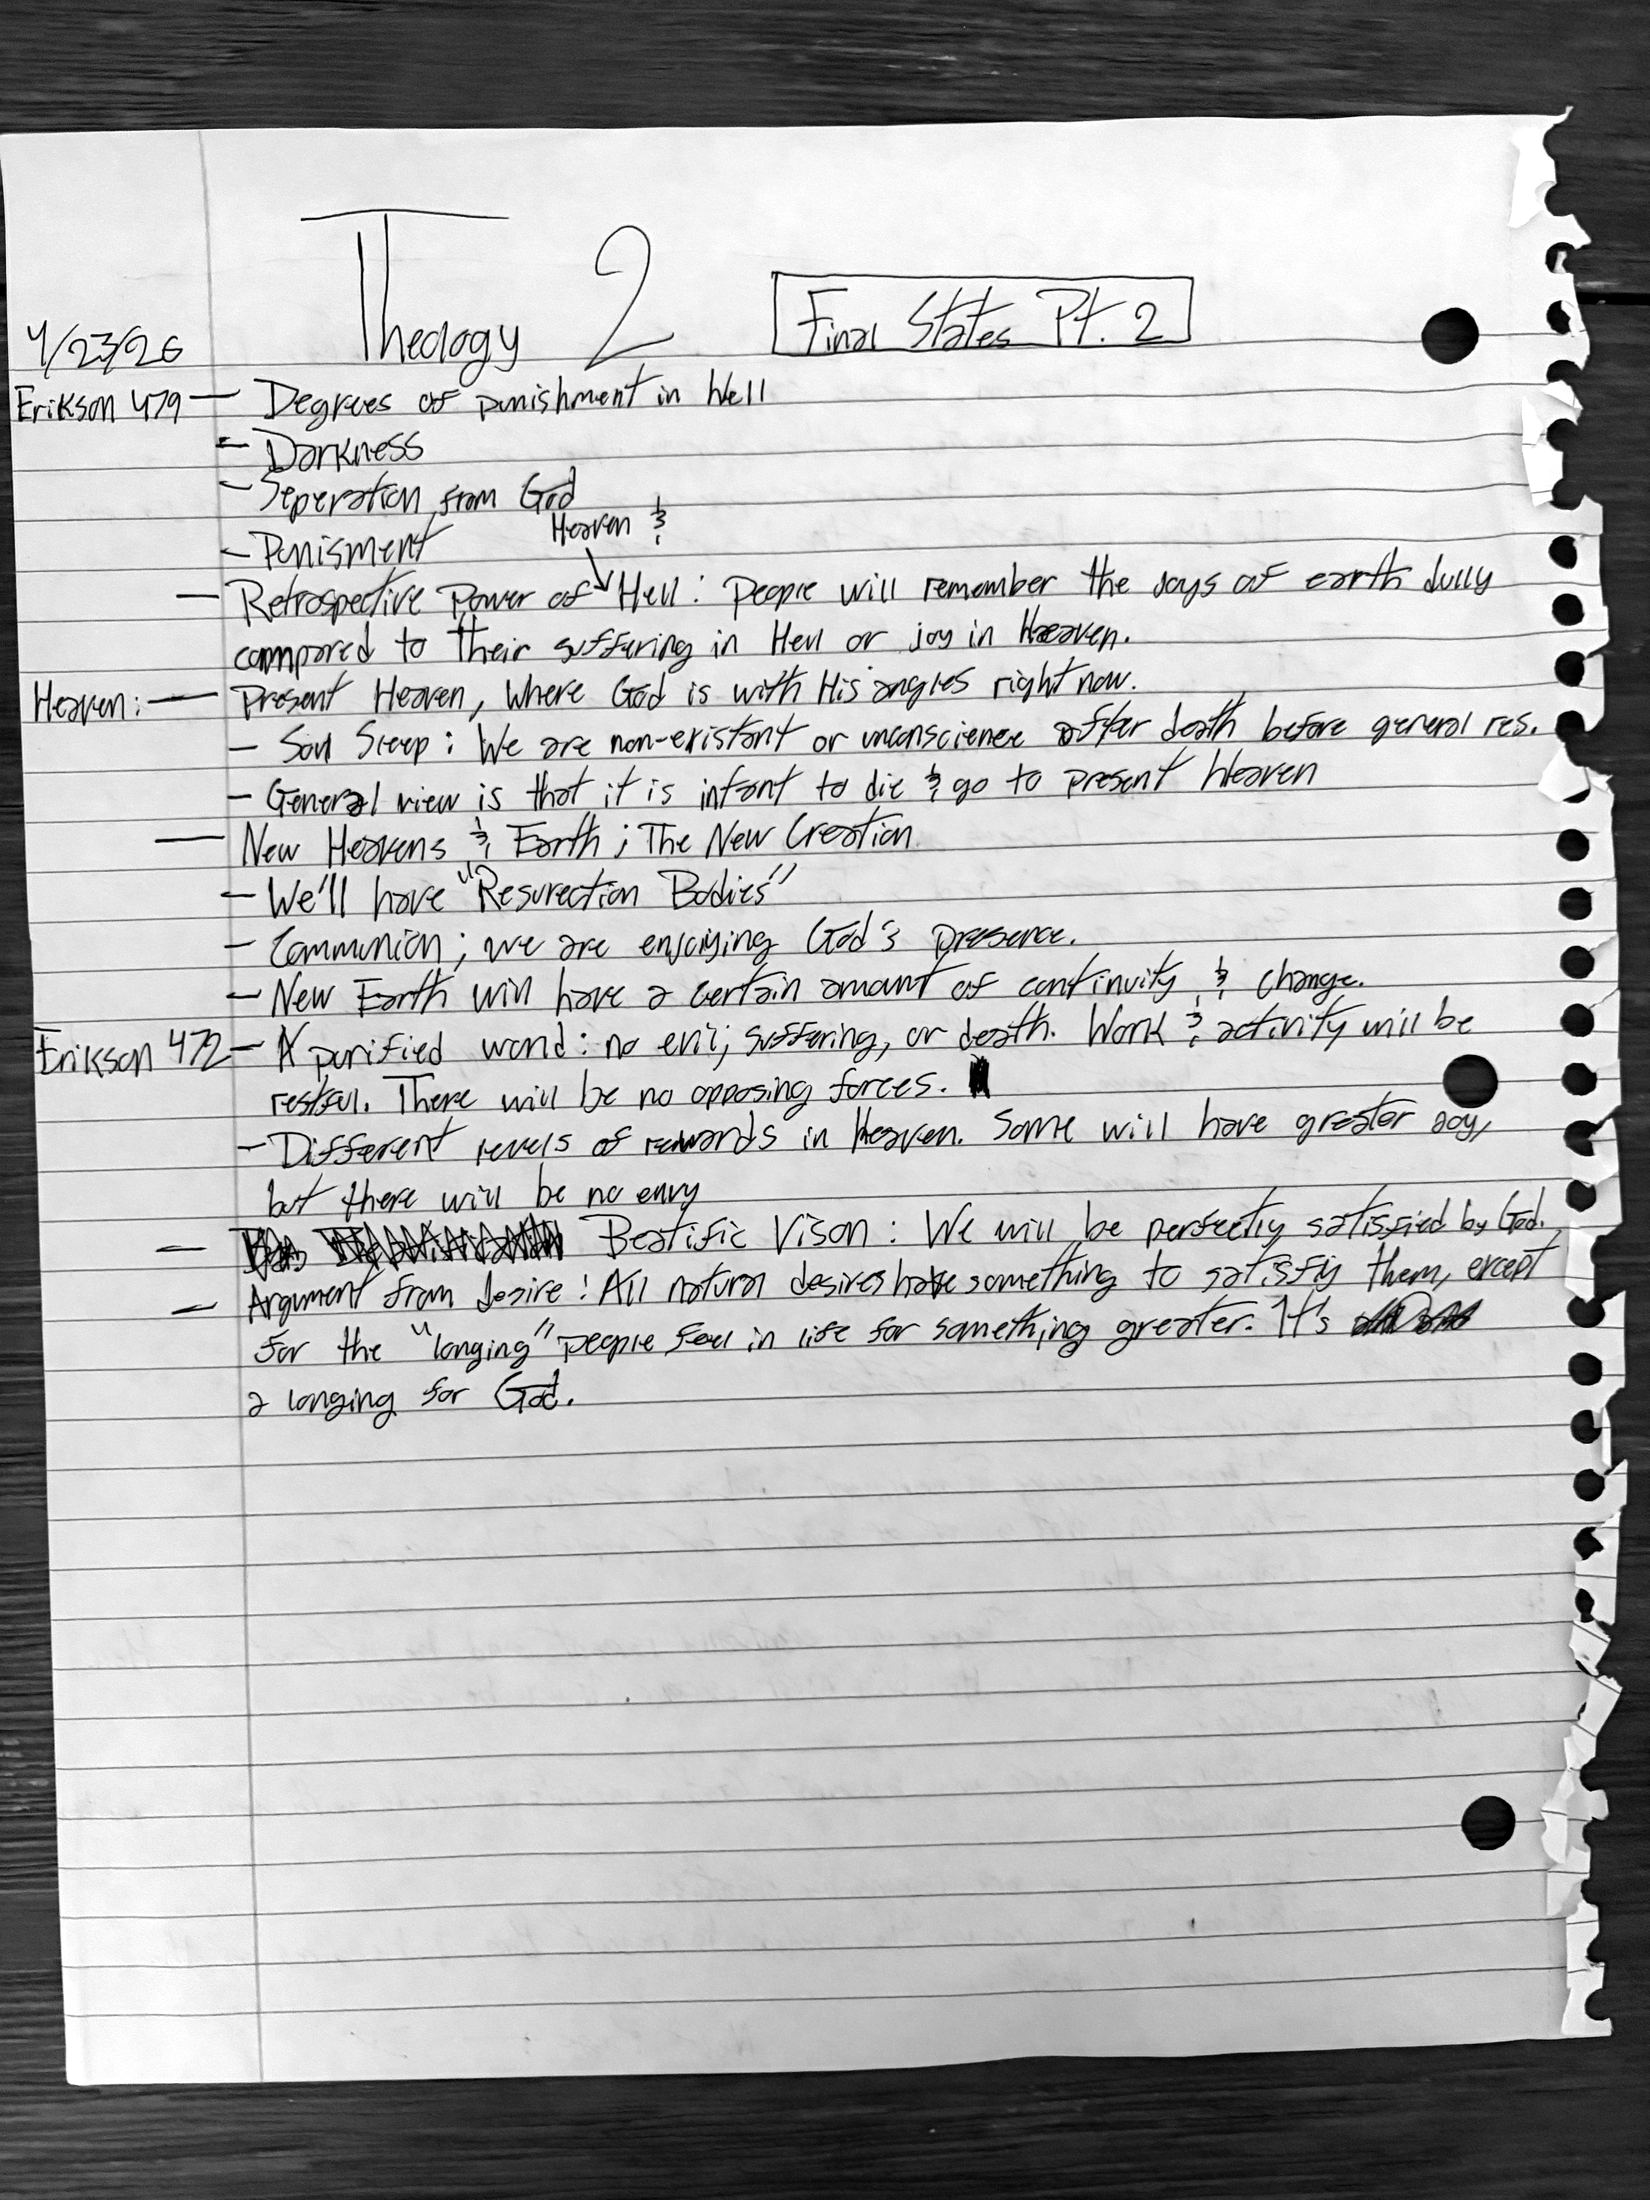 Theology 2 Final States Pt. 2
4/23/26
Erikson 479 — Degrees of punishment in Hell
- Darkness
- Seperation from God
Heaven &
- Punisment
— Retrospective Power of Hell: People will remember the joys of earth dully
compared to their suffering in Hell or joy in Heaven.
Heaven: — Present Heaven, Where God is with His angles right now.
- Soul Sleep: We are non-existant or unconscience after death before general res.
- General view is that it is intant to die & go to present Heaven
— New Heavens & Earth; The New Creation
- We'll have "Resurection Bodies"
- Communion; we are enjoying God's presence.
- New Earth will have a certain amount of continuity & change.
Erikson 472 - A purified world: no evil, suffering, or death. Work & activity will be
restful. There will be no opposing forces.
- Different levels of rewards in Heaven. Some will have greater joy,
but there will be no envy
— Beatific Vison: We will be perfectly satisfied by God.
— Argument from desire: All natural desires have something to satisfiy them, except
for the "longing" people feel in life for something greater. It's
a longing for God.